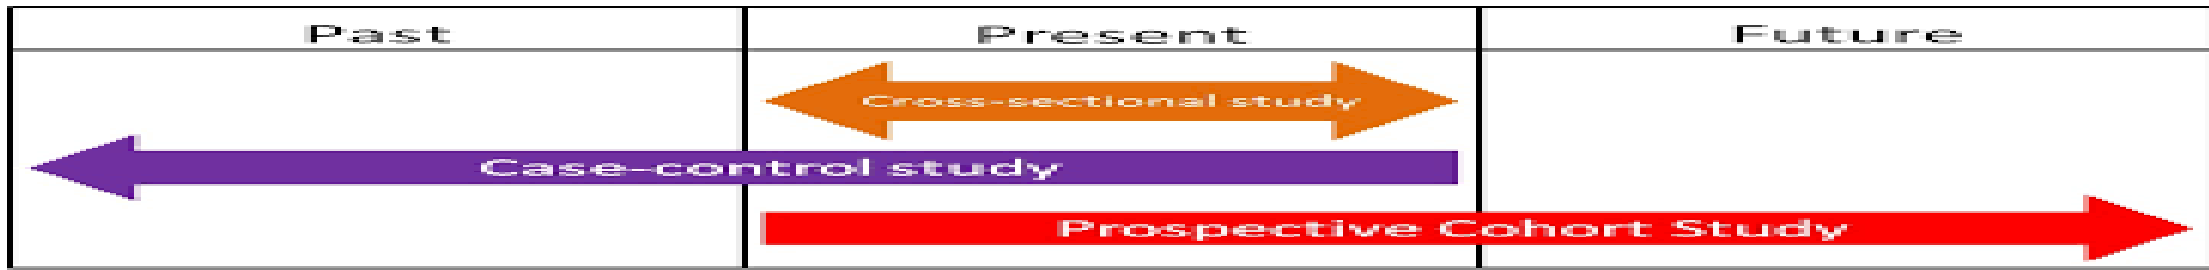 Past Present Future
Cross-sectional study
Case-control study
Prospective Cohort Study